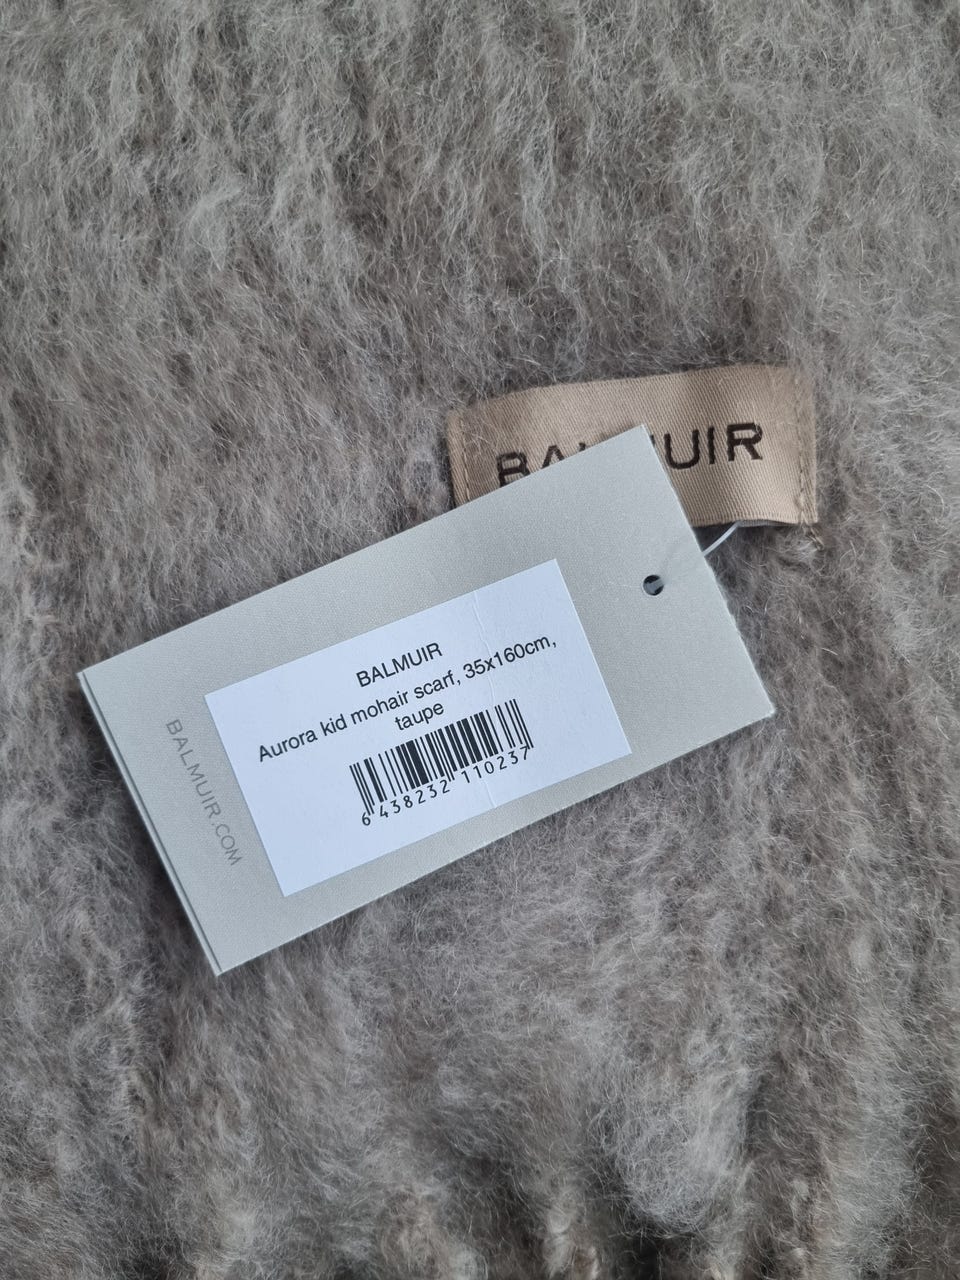 BALMUIR
BALMUIR
Aurora kid mohair scarf, 35x160cm,
taupe
6 438232 110237
BALMUIR.COM